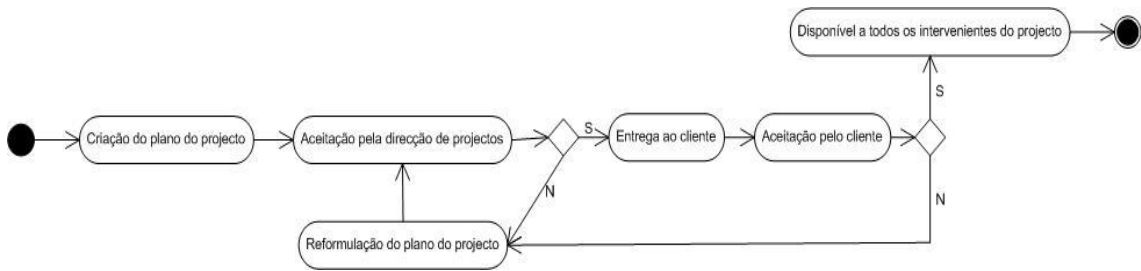 Disponível a todos os intervenientes do projecto
S
Criação do plano do projecto
Aceitação pela direcção de projectos
S
Entrega ao cliente
Aceitação pelo cliente
N
N
Reformulação do plano do projecto